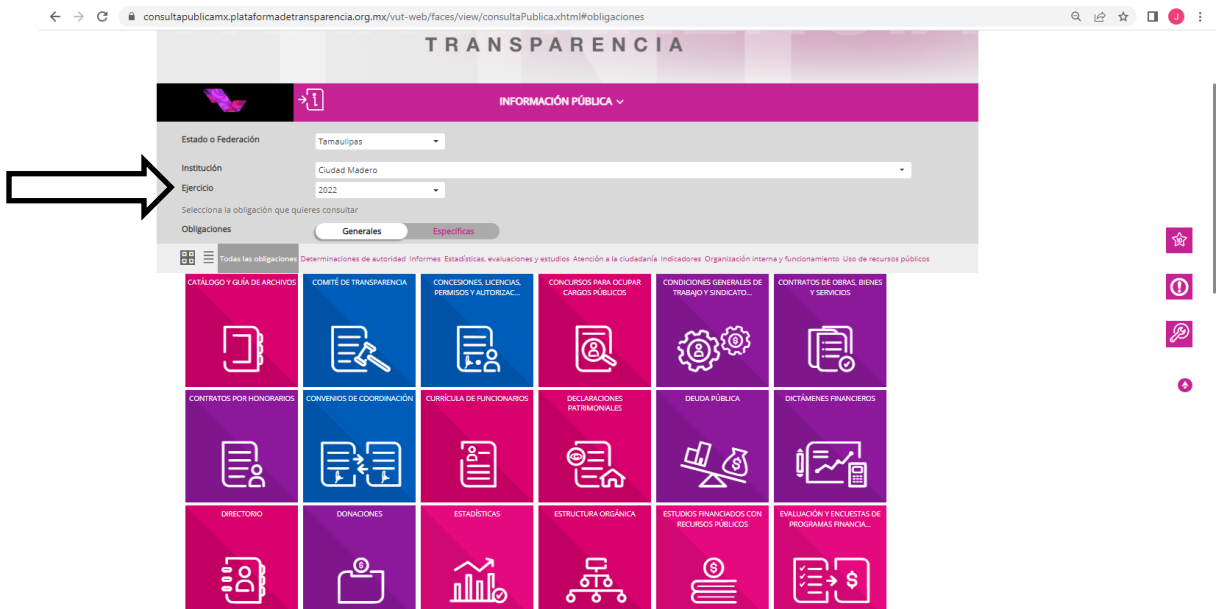 consultapublicamx.plataformadetransparencia.org.mx/vut-web/faces/view/consultaPublica.xhtml#obligaciones
J
TRANSPARENCIA
INFORMACIÓN PÚBLICA
Estado o Federación
Tamaulipas
Institución
Ciudad Madero
Ejercicio
2022
Selecciona la obligación que quieres consultar
Obligaciones
Generales Específicas
Todas las obligaciones Determinaciones de autoridad Informes Estadísticas, evaluaciones y estudios Atención a la ciudadanía Indicadores Organización interna y funcionamiento Uso de recursos públicos
CATÁLOGO Y GUÍA DE ARCHIVOS
COMITÉ DE TRANSPARENCIA
CONCESIONES, LICENCIAS,
PERMISOS Y AUTORIZAC...
CONCURSOS PARA OCUPAR
CARGOS PÚBLICOS
CONDICIONES GENERALES DE
TRABAJO Y SINDICATO...
CONTRATOS DE OBRAS, BIENES
Y SERVICIOS
CONTRATOS POR HONORARIOS
CONVENIOS DE COORDINACIÓN
CURRÍCULA DE FUNCIONARIOS
DECLARACIONES
PATRIMONIALES
DEUDA PÚBLICA
DICTÁMENES FINANCIEROS
DIRECTORIO
DONACIONES
ESTADÍSTICAS
ESTRUCTURA ORGÁNICA
ESTUDIOS FINANCIADOS CON
RECURSOS PÚBLICOS
EVALUACIÓN Y ENCUESTAS DE
PROGRAMAS FINANCIA...